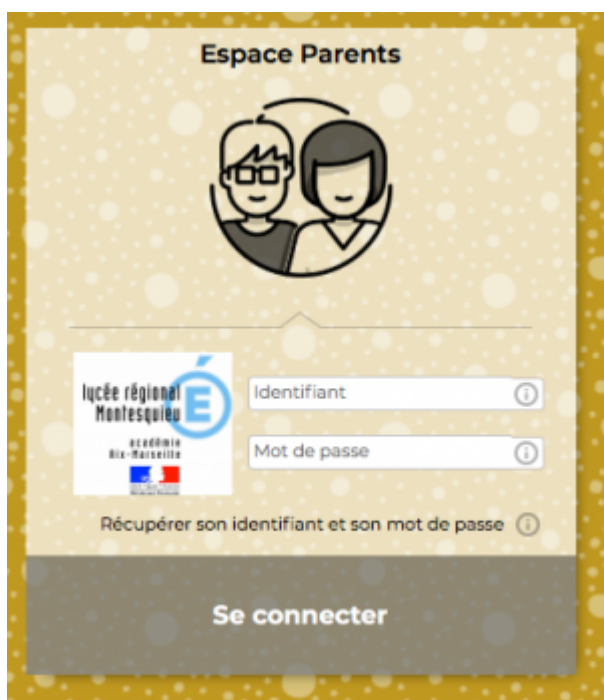 Espace Parents
lycée régional
Montesquieu
É
académie
Aix-Marseille
Identifiant
Mot de passe
Récupérer son identifiant et son mot de passe
Se connecter